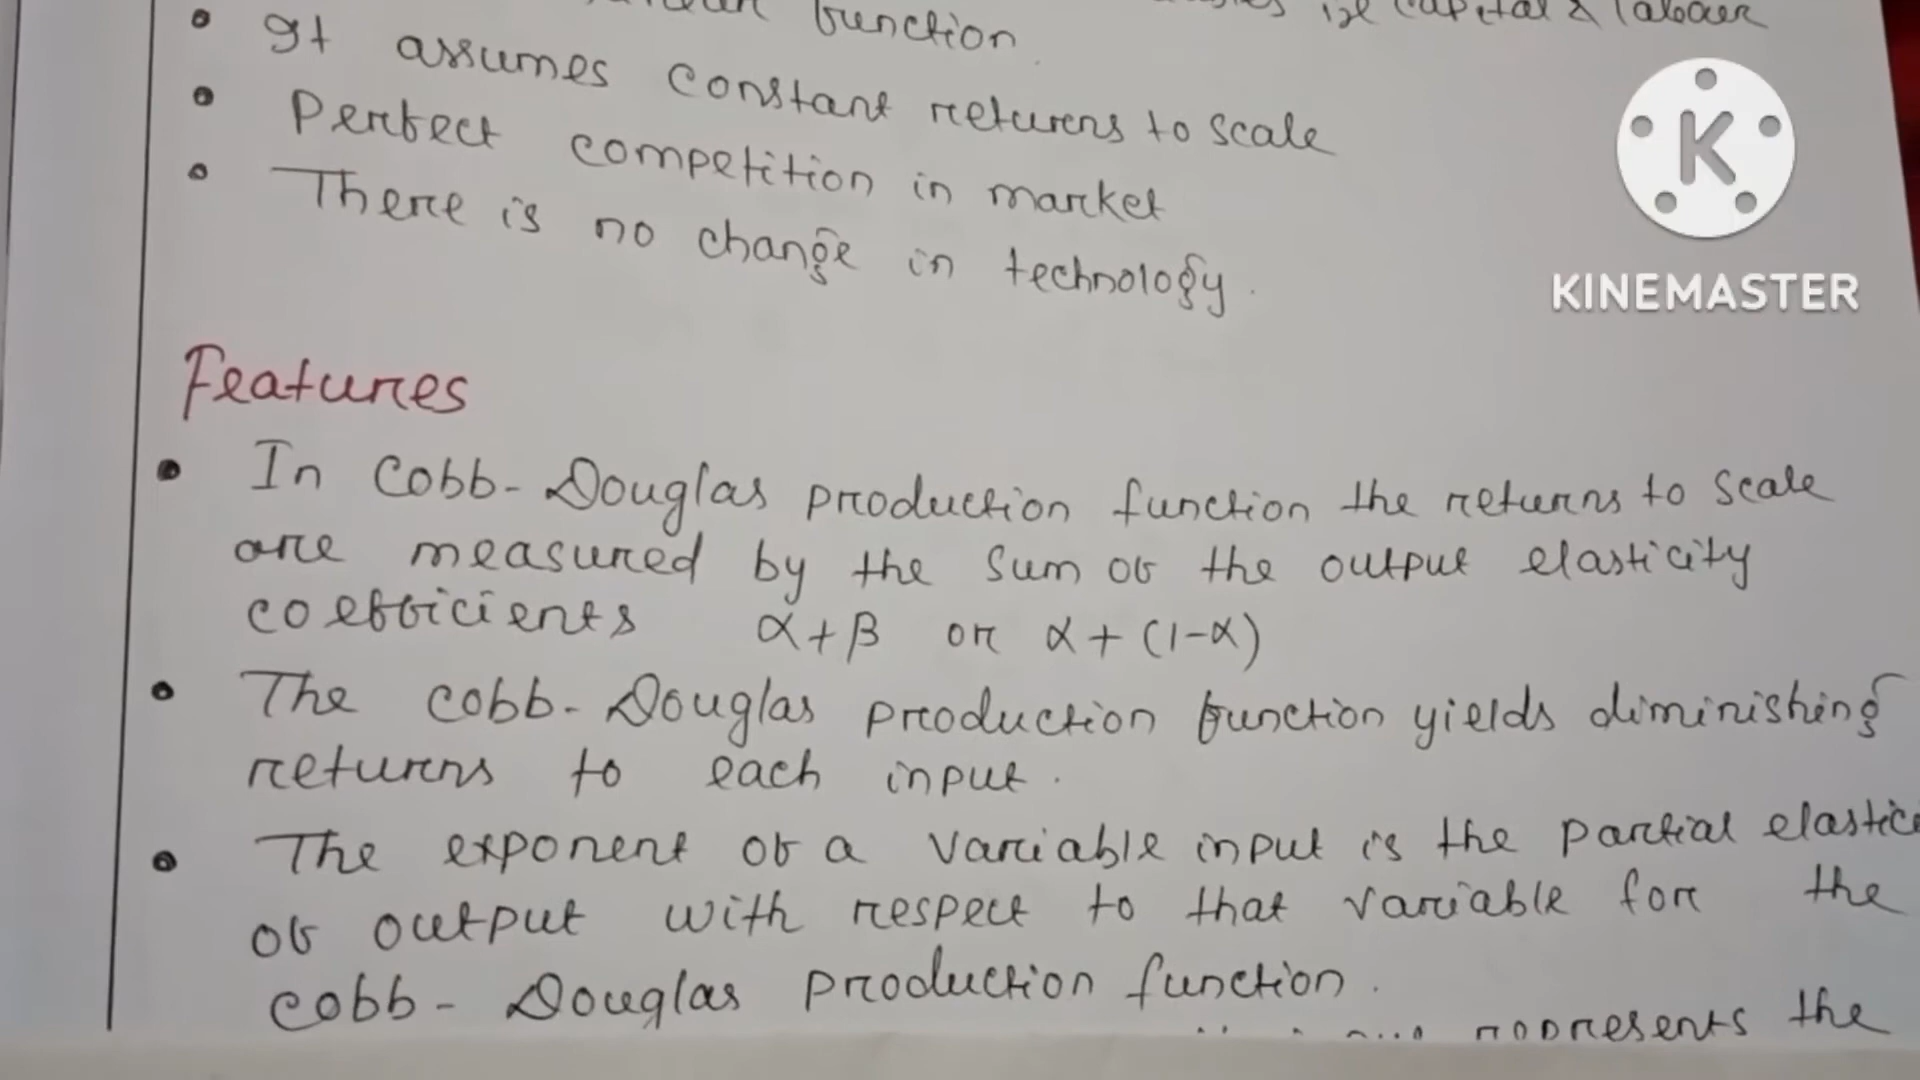 function
capital & labour
• It assumes constant returns to scale
• Perfect competition in market
• There is no change in technology.
KINEMASTER
Features
• In Cobb-Douglas production function the returns to scale
are measured by the sum of the output elasticity
coefficients α+β or α+(1-α)
• The cobb-Douglas production function yields diminishing
returns to each input.
• The exponent of a variable input is the partial elastic
of output with respect to that variable for the
cobb-Douglas production function.
represents the